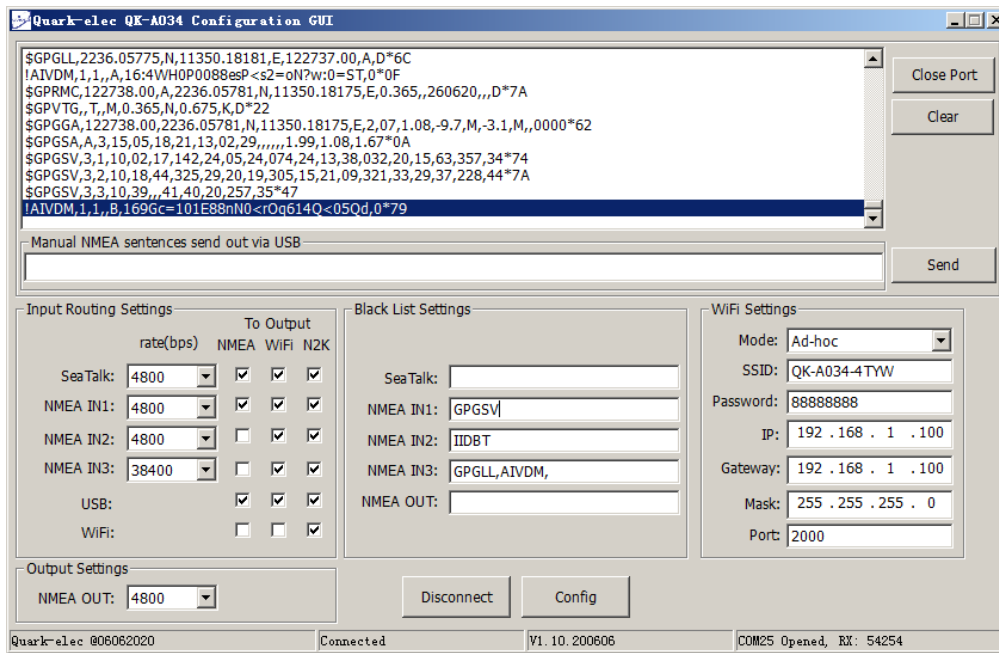 Quark-elec QK-A034 Configuration GUI
$GPGLL,2236.05775,N,11350.18181,E,122737.00,A,D*6C
!AIVDM,1,1,,A,16:4WH0P0088esP<s2=oN?w:0=ST,0*0F
$GPRMC,122738.00,A,2236.05781,N,11350.18175,E,0.365,,260620,,,D*7A
$GPVTG,,T,,M,0.365,N,0.675,K,D*22
$GPGGA,122738.00,2236.05781,N,11350.18175,E,2,07,1.08,-9.7,M,-3.1,M,,0000*62
$GPGSA,A,3,15,05,18,21,13,02,29,,,,,,1.99,1.08,1.67*0A
$GPGSV,3,1,10,02,17,142,24,05,24,074,24,13,38,032,20,15,63,357,34*74
$GPGSV,3,2,10,18,44,325,29,20,19,305,15,21,09,321,33,29,37,228,44*7A
$GPGSV,3,3,10,39,,,41,40,20,257,35*47
!AIVDM,1,1,,B,169Gc=101E88nN0<rOq614Q<05Qd,0*79
Close Port
Clear
Manual NMEA sentences send out via USB
Send
Input Routing Settings
To Output
rate(bps) NMEA WiFi N2K
SeaTalk: 4800
NMEA IN1: 4800
NMEA IN2: 4800
NMEA IN3: 38400
USB:
WiFi:
Black List Settings
SeaTalk:
NMEA IN1: GPGSV
NMEA IN2: IIDBT
NMEA IN3: GPGLL,AIVDM,
NMEA OUT:
WiFi Settings
Mode: Ad-hoc
SSID: QK-A034-4TYW
Password: 88888888
IP: 192 . 168 . 1 . 100
Gateway: 192 . 168 . 1 . 100
Mask: 255 . 255 . 255 . 0
Port: 2000
Output Settings
NMEA OUT: 4800
Disconnect
Config
Quark-elec @06062020
Connected
V1.10.200606
COM25 Opened, RX: 54254